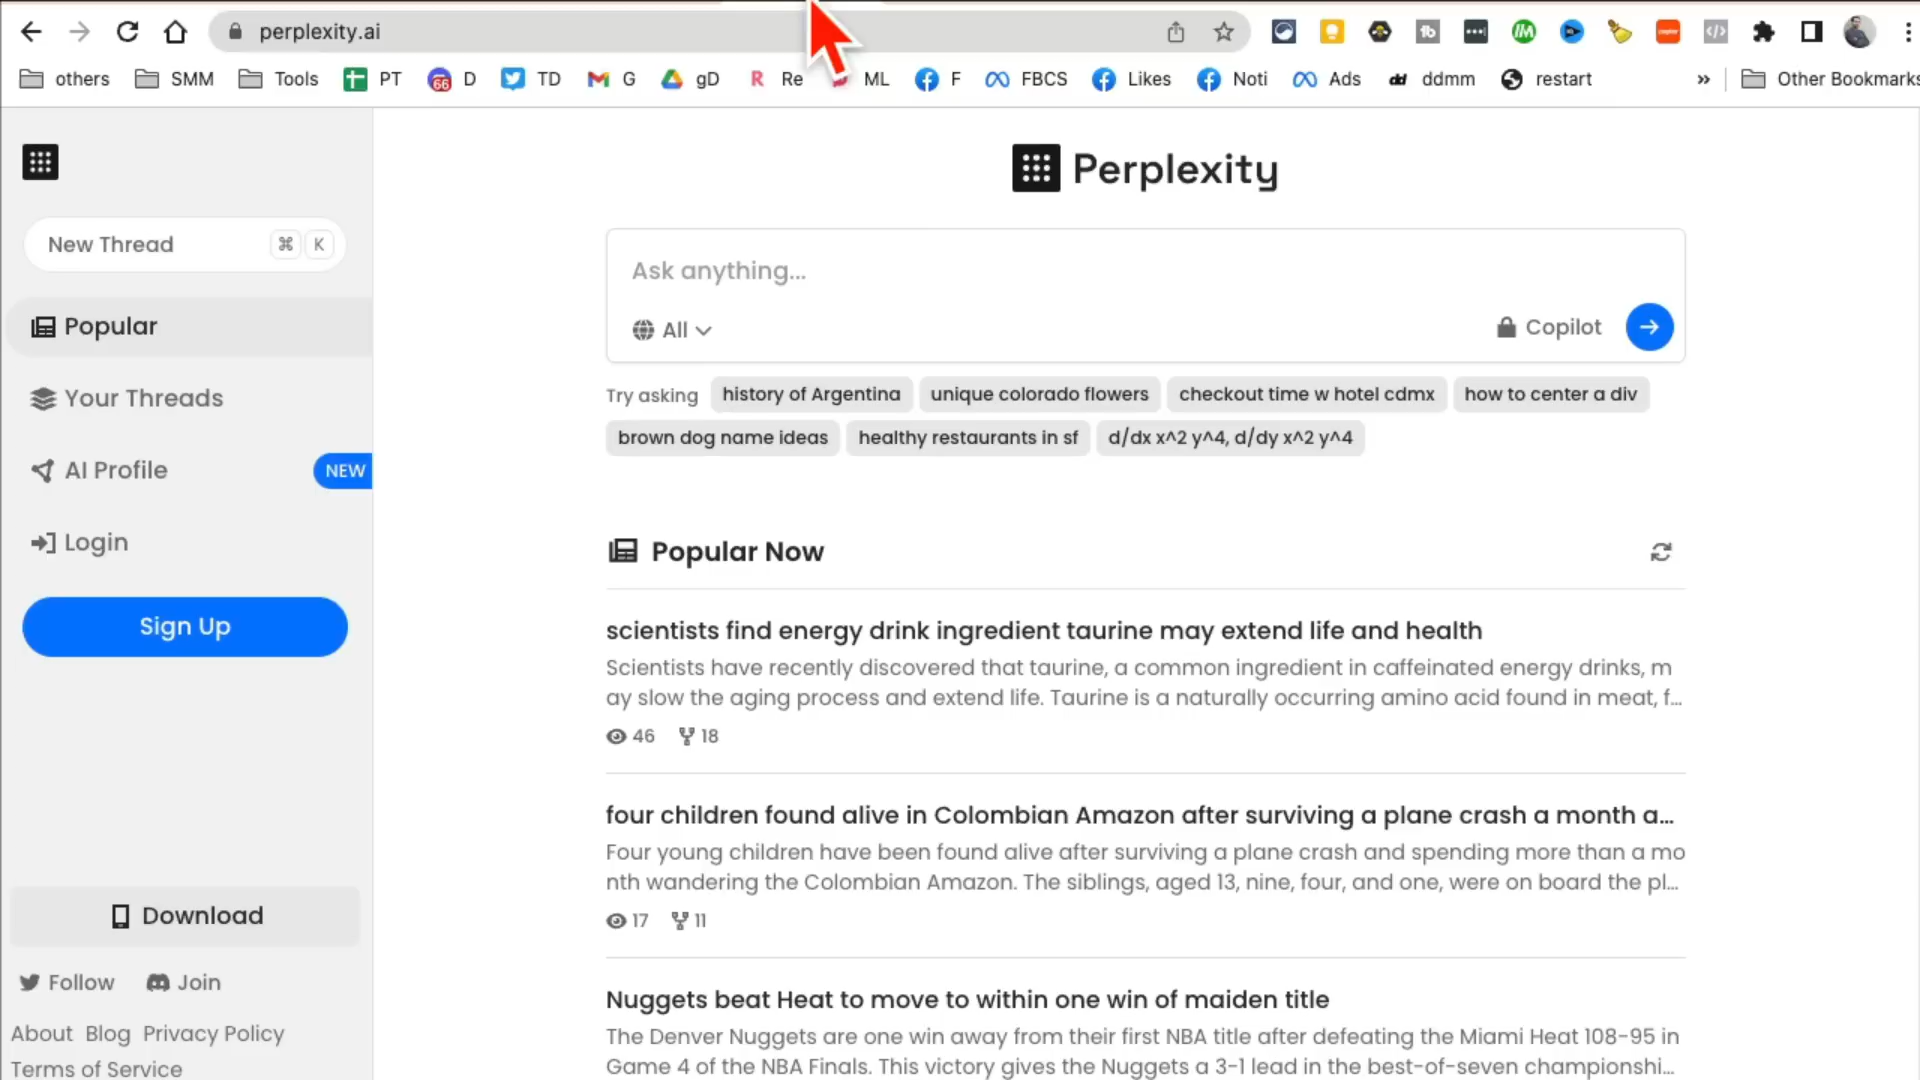 perplexity.ai
others SMM Tools PT 66 D TD G gD R Re ML F FBCS Likes Noti Ads dd ddmm restart » Other Bookmarks
Perplexity
New Thread ⌘ K
Ask anything...
Popular
All Copilot
Your Threads
Try asking history of Argentina unique colorado flowers checkout time w hotel cdmx how to center a div
brown dog name ideas healthy restaurants in sf d/dx x^2 y^4, d/dy x^2 y^4
AI Profile NEW
Login
Popular Now
Sign Up
scientists find energy drink ingredient taurine may extend life and health
Scientists have recently discovered that taurine, a common ingredient in caffeinated energy drinks, m
ay slow the aging process and extend life. Taurine is a naturally occurring amino acid found in meat, f...
46 18
four children found alive in Colombian Amazon after surviving a plane crash a month a...
Four young children have been found alive after surviving a plane crash and spending more than a mo
nth wandering the Colombian Amazon. The siblings, aged 13, nine, four, and one, were on board the pl...
17 11
Download
Follow Join
Nuggets beat Heat to move to within one win of maiden title
The Denver Nuggets are one win away from their first NBA title after defeating the Miami Heat 108-95 in
Game 4 of the NBA Finals. This victory gives the Nuggets a 3-1 lead in the best-of-seven championshi...
About Blog Privacy Policy
Terms of Service